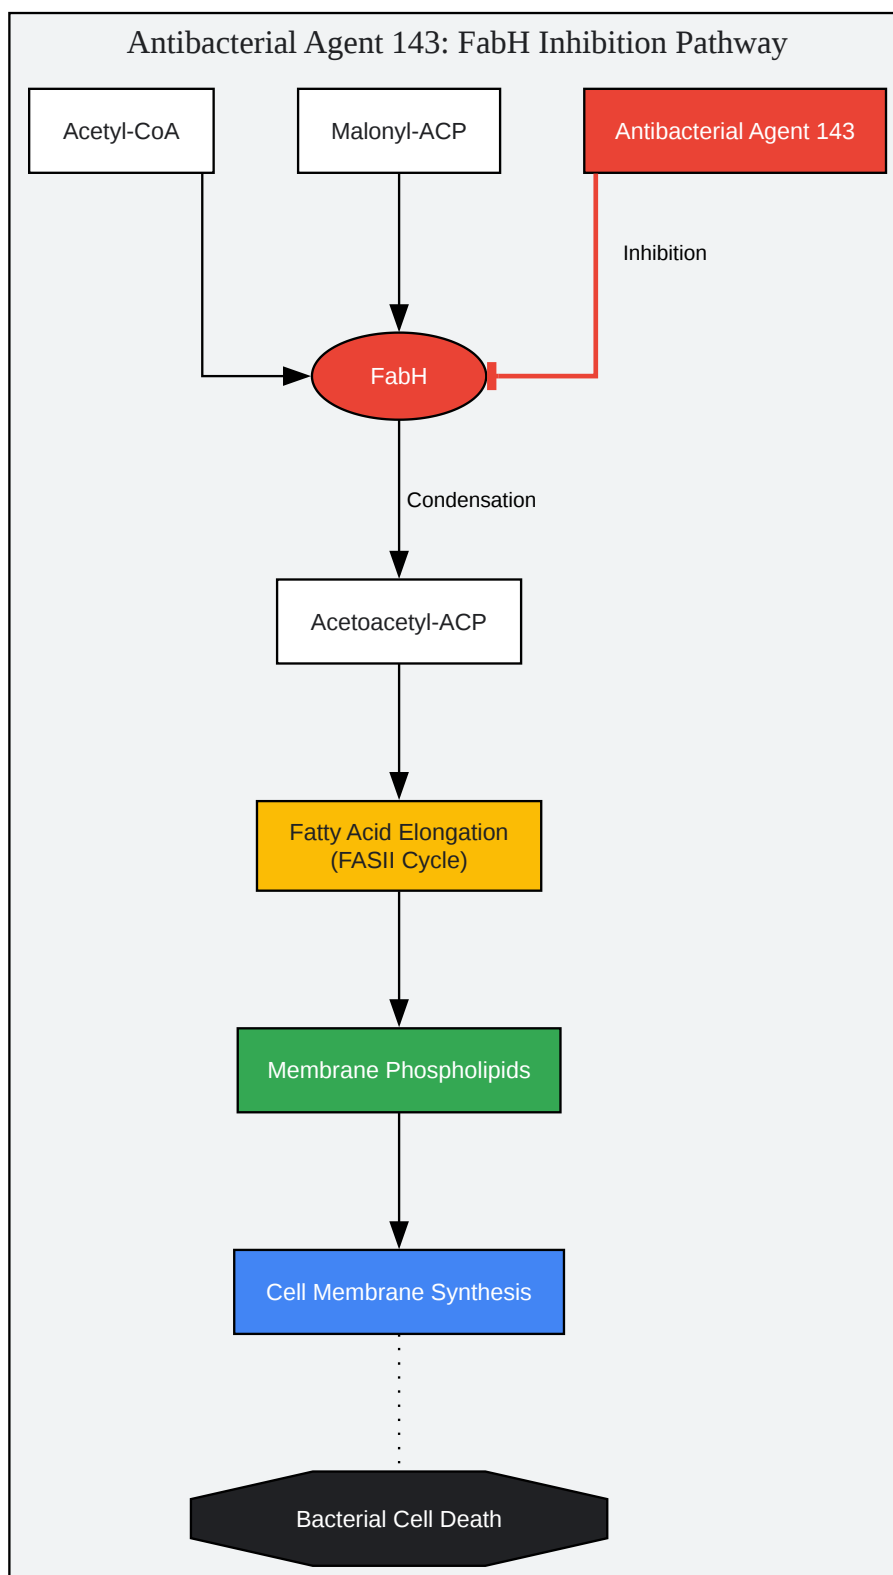 Antibacterial Agent 143: FabH Inhibition Pathway
Acetyl-CoA
Malonyl-ACP
Antibacterial Agent 143
Inhibition
FabH
Condensation
Acetoacetyl-ACP
Fatty Acid Elongation
(FASII Cycle)
Membrane Phospholipids
Cell Membrane Synthesis
Bacterial Cell Death